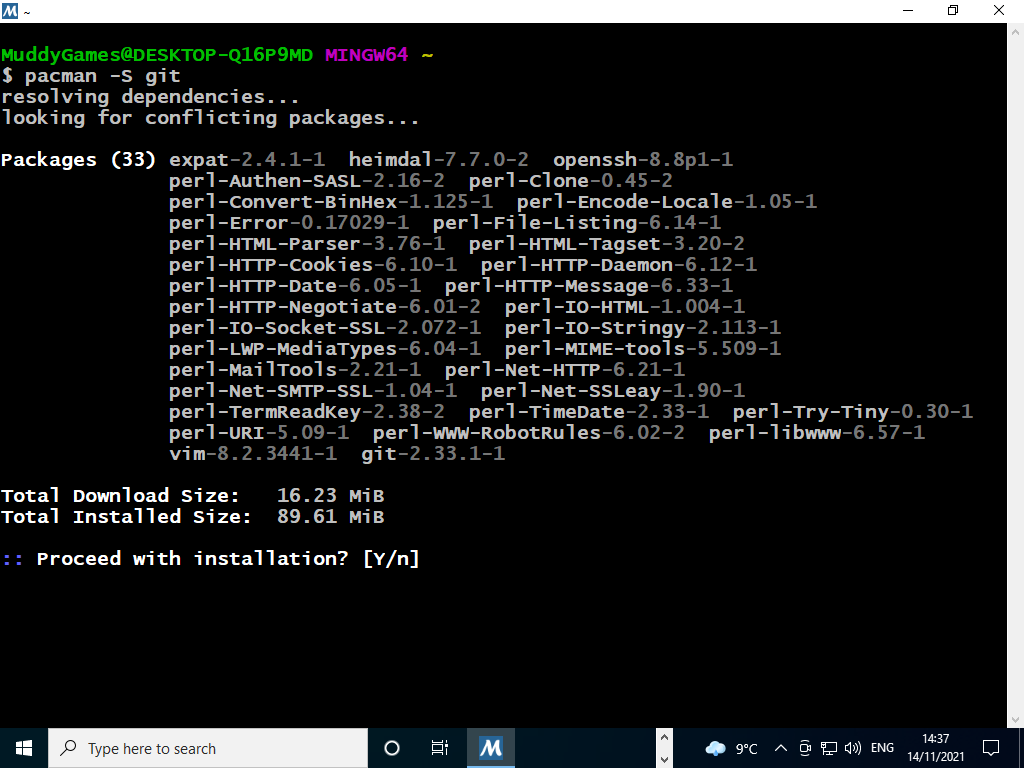 ~
MuddyGames@DESKTOP-Q16P9MD MINGW64 ~
$ pacman -S git
resolving dependencies...
looking for conflicting packages...
Packages (33) expat-2.4.1-1  heimdal-7.7.0-2  openssh-8.8p1-1
perl-Authen-SASL-2.16-2  perl-Clone-0.45-2
perl-Convert-BinHex-1.125-1  perl-Encode-Locale-1.05-1
perl-Error-0.17029-1  perl-File-Listing-6.14-1
perl-HTML-Parser-3.76-1  perl-HTML-Tagset-3.20-2
perl-HTTP-Cookies-6.10-1  perl-HTTP-Daemon-6.12-1
perl-HTTP-Date-6.05-1  perl-HTTP-Message-6.33-1
perl-HTTP-Negotiate-6.01-2  perl-IO-HTML-1.004-1
perl-IO-Socket-SSL-2.072-1  perl-IO-Stringy-2.113-1
perl-LWP-MediaTypes-6.04-1  perl-MIME-tools-5.509-1
perl-MailTools-2.21-1  perl-Net-HTTP-6.21-1
perl-Net-SMTP-SSL-1.04-1  perl-Net-SSLeay-1.90-1
perl-TermReadKey-2.38-2  perl-TimeDate-2.33-1  perl-Try-Tiny-0.30-1
perl-URI-5.09-1  perl-WWW-RobotRules-6.02-2  perl-libwww-6.57-1
vim-8.2.3441-1  git-2.33.1-1
Total Download Size:   16.23 MiB
Total Installed Size:  89.61 MiB
:: Proceed with installation? [Y/n]
Type here to search
9°C
ENG
14:37
14/11/2021